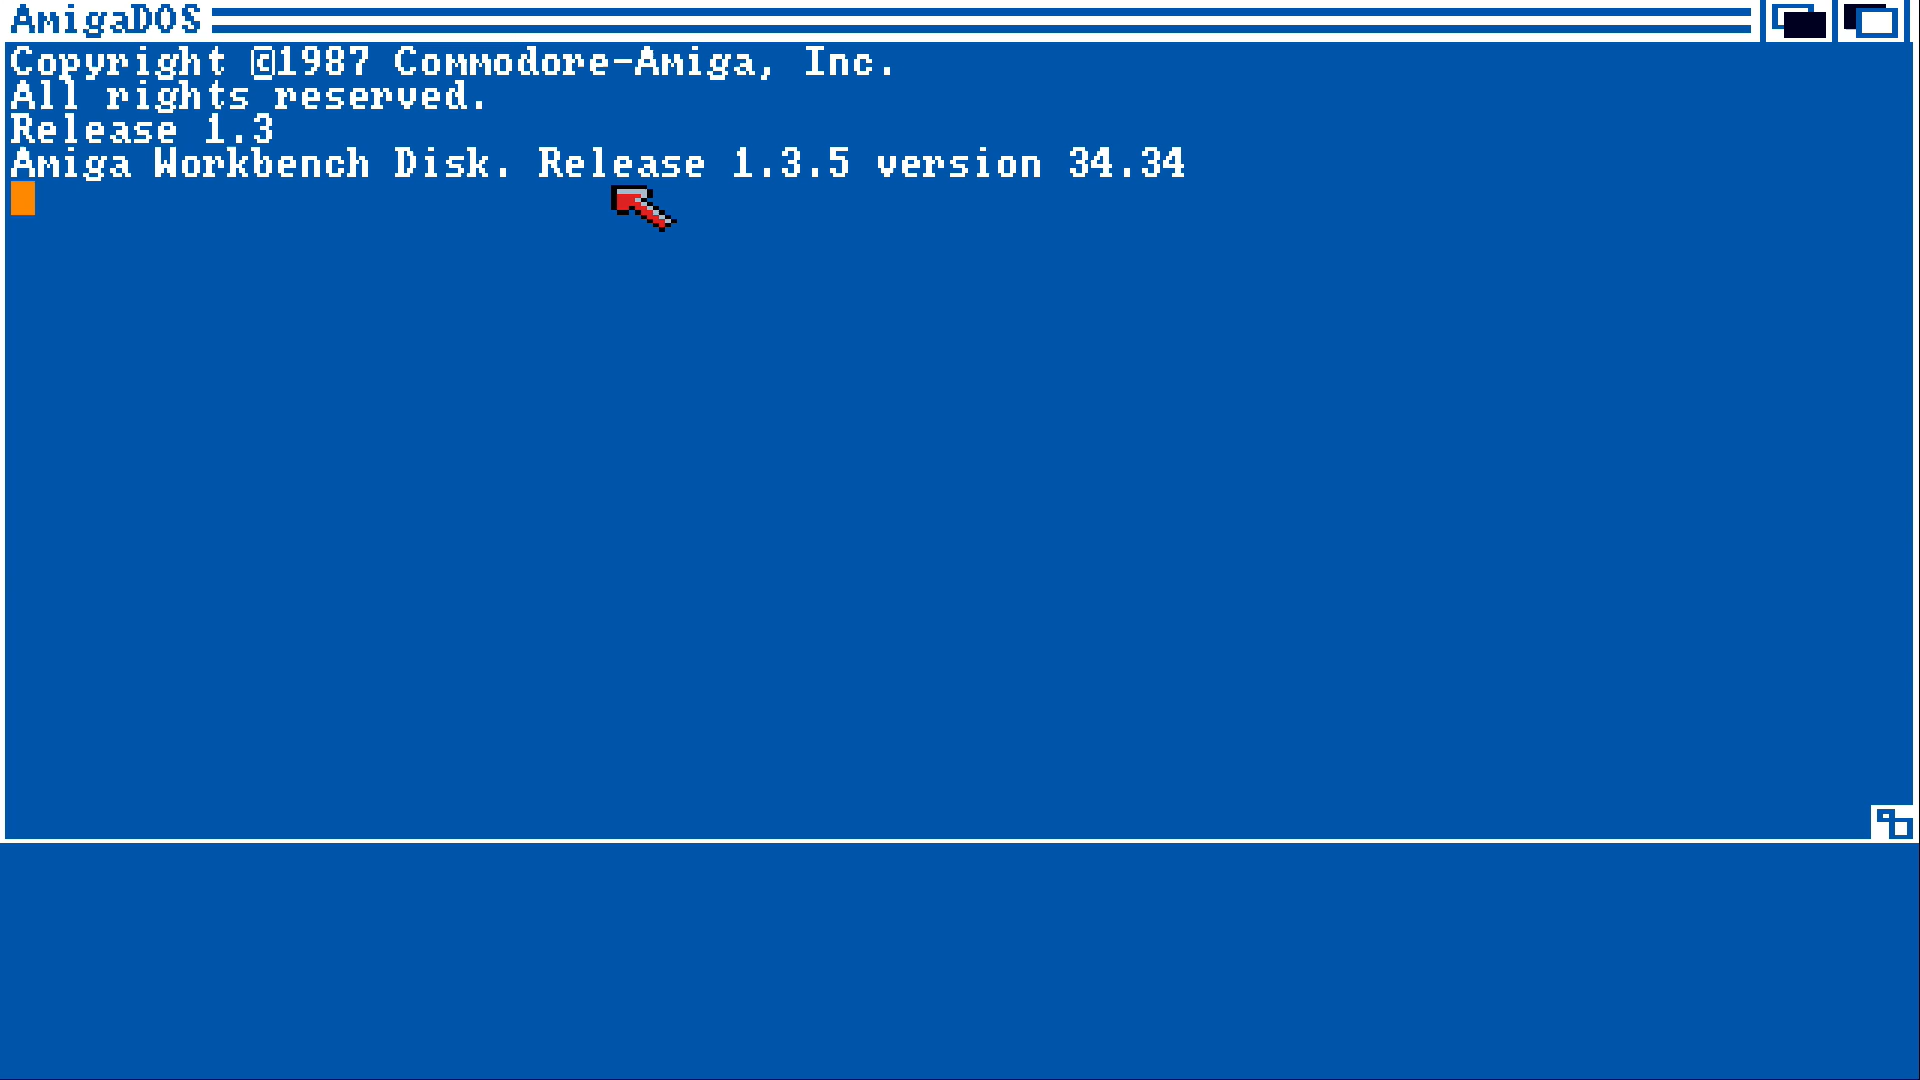 AmigaDOS
Copyright ©1987 Commodore-Amiga, Inc.
All rights reserved.
Release 1.3
Amiga Workbench Disk. Release 1.3.5 version 34.34